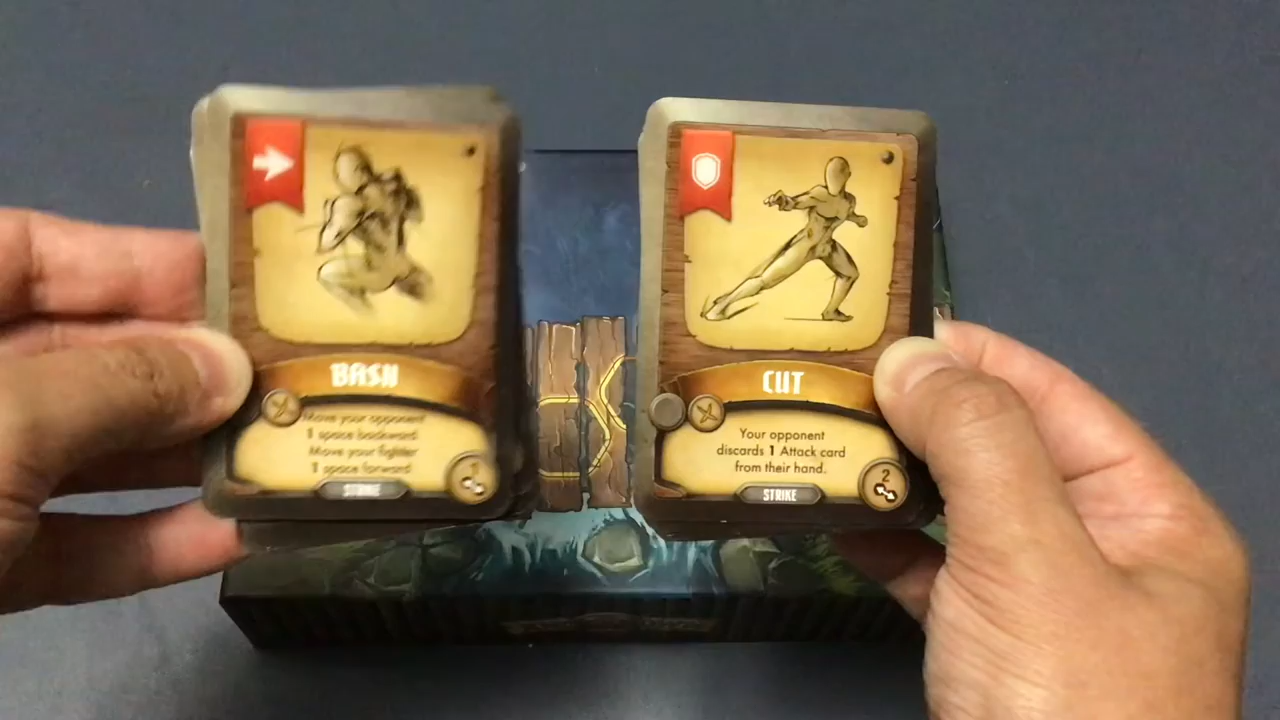 BASH
Move your opponent
1 space backward
Move your fighter
1 space forward
STRIKE
1
CUT
Your opponent
discards 1 Attack card
from their hand.
STRIKE
2